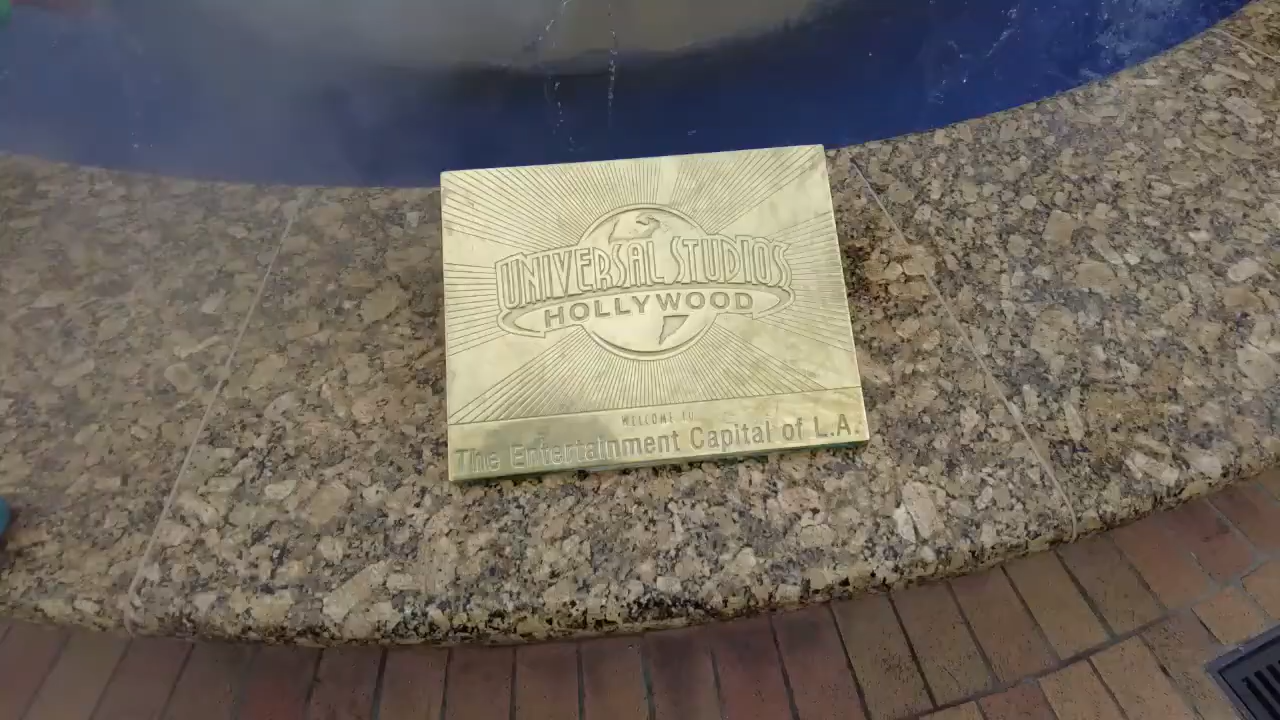 UNIVERSAL STUDIOS
HOLLYWOOD
WELCOME TO
The Entertainment Capital of L.A.